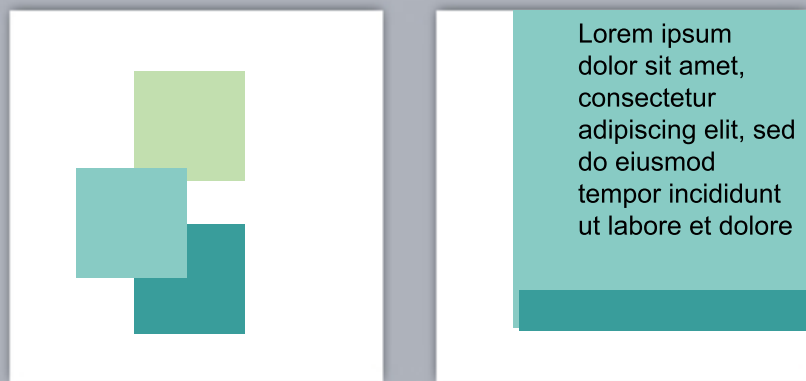 Lorem ipsum
dolor sit amet,
consectetur
adipiscing elit, sed
do eiusmod
tempor incididunt
ut labore et dolore